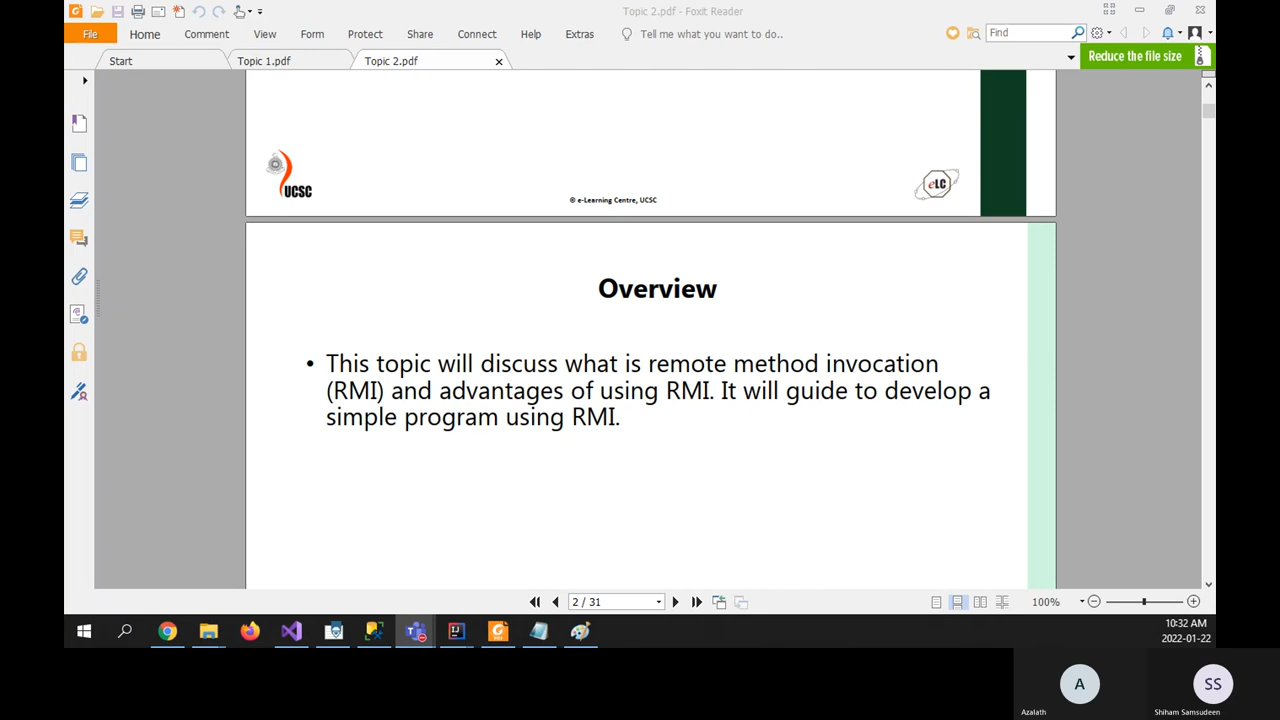 Topic 2.pdf - Foxit Reader
File Home Comment View Form Protect Share Connect Help Extras Tell me what you want to do.. Find
Start Topic 1.pdf Topic 2.pdf Reduce the file size
UCSC
© e-Learning Centre, UCSC
eLC
Overview
• This topic will discuss what is remote method invocation
(RMI) and advantages of using RMI. It will guide to develop a
simple program using RMI.
2 / 31 100%
10:32 AM
2022-01-22
A SS
Azalath Shiham Samsudeen